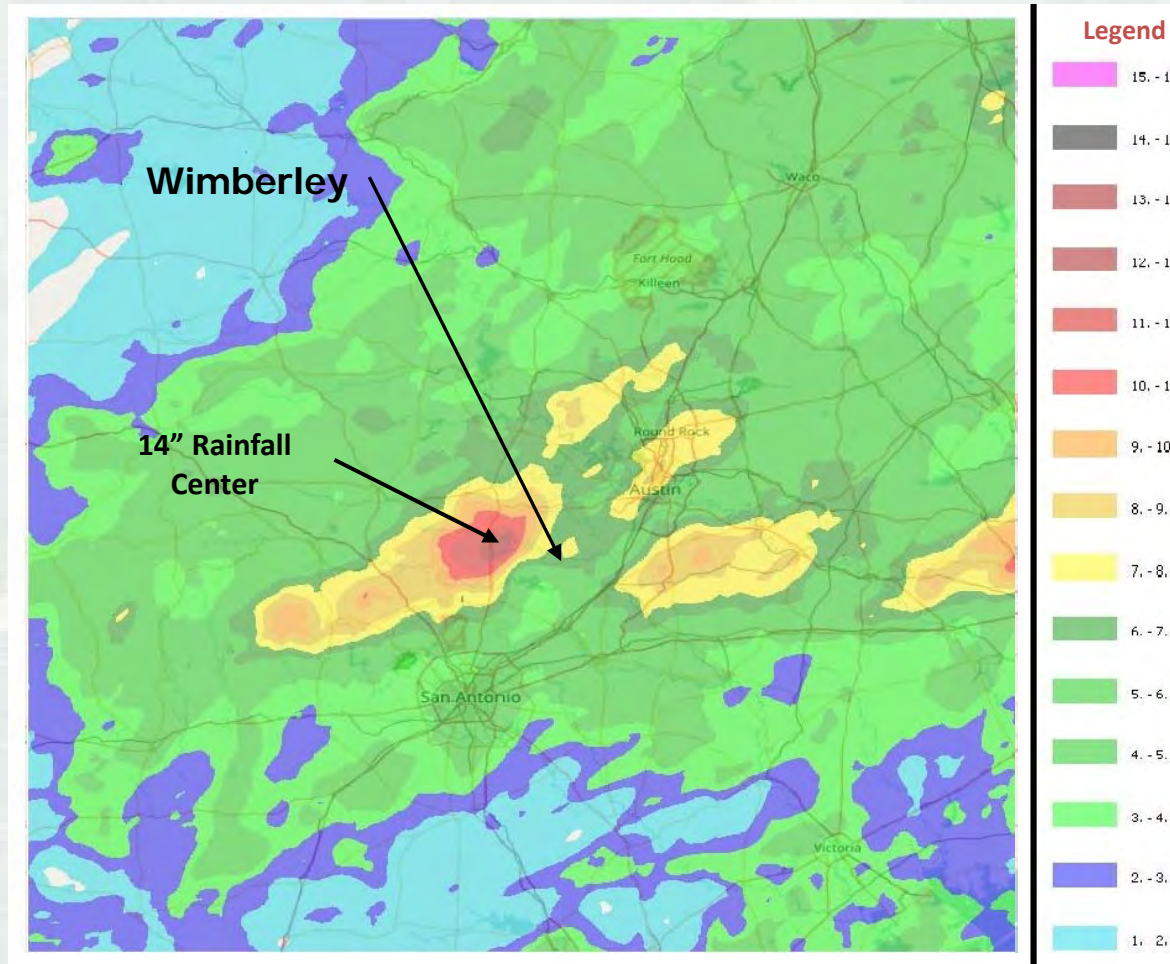 Wimberley
14” Rainfall
Center
Waco
Fort Hood
Killeen
Round Rock
Austin
San Antonio
Victoria
Legend
15. - 1
14. - 1
13. - 1
12. - 1
11. - 1
10. - 1
9. - 10
8. - 9.
7. - 8.
6. - 7.
5. - 6.
4. - 5.
3. - 4.
2. - 3.
1. 2.